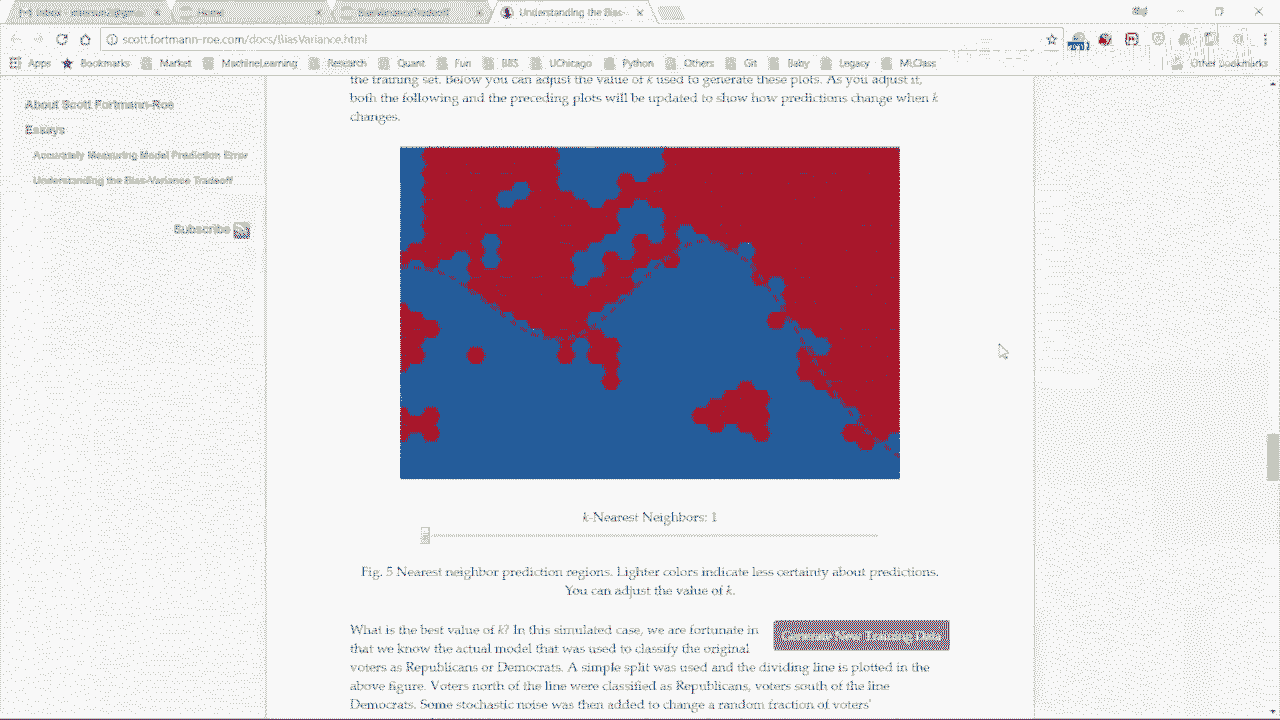 Home
BiasVarianceTradeoff
Understanding the Bias-
scott.fortmann-roe.com/docs/BiasVariance.html
Apps
Bookmarks
Market
MachineLearning
Quant
Fun
BBS
UChicago
Python
Others
Git
Baby
Legacy
MLClass
Other bookmarks
About Scott Fortmann-Roe
Essays
Accurately Measuring Model Prediction Error
Understanding the Bias-Variance Tradeoff
Subscribe
the training set. Below you can adjust the value of k used to generate these plots. As you adjust it,
both the following and the preceding plots will be updated to show how predictions change when k
changes.
k-Nearest Neighbors: 1
Fig. 5 Nearest neighbor prediction regions. Lighter colors indicate less certainty about predictions.
You can adjust the value of k.
What is the best value of k? In this simulated case, we are fortunate in
that we know the actual model that was used to classify the original
voters as Republicans or Democrats. A simple split was used and the dividing line is plotted in the
above figure. Voters north of the line were classified as Republicans, voters south of the line
Democrats. Some stochastic noise was then added to change a random fraction of voters'